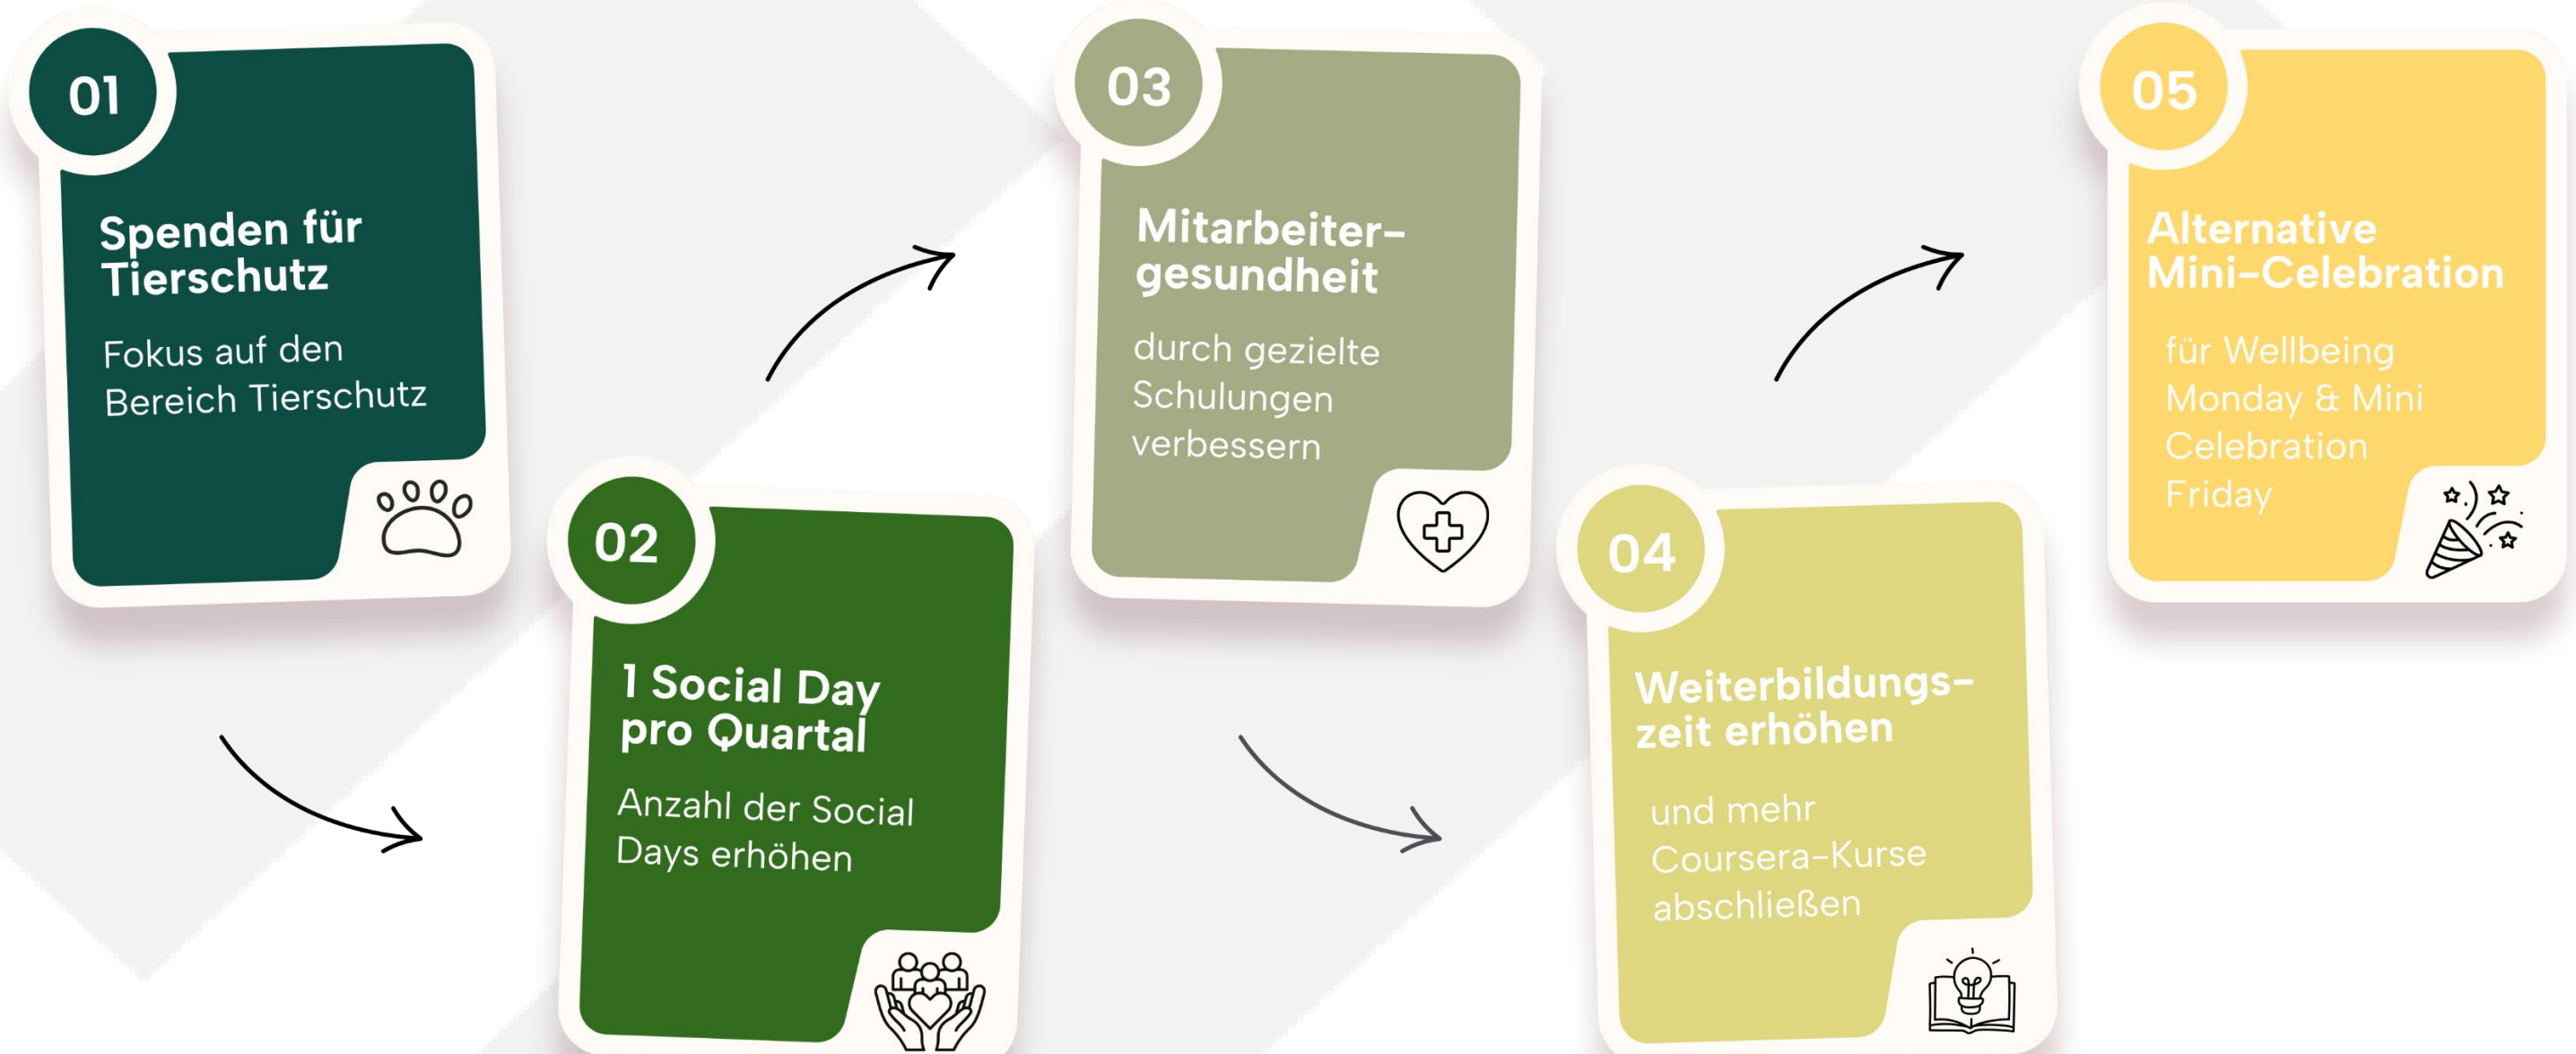 01
Spenden für
Tierschutz
Fokus auf den
Bereich Tierschutz
02
1 Social Day
pro Quartal
Anzahl der Social
Days erhöhen
03
Mitarbeiter-
gesundheit
durch gezielte
Schulungen
verbessern
04
Weiterbildungs-
zeit erhöhen
und mehr
Coursera-Kurse
abschließen
05
Alternative
Mini-Celebration
für Wellbeing
Monday & Mini
Celebration
Friday